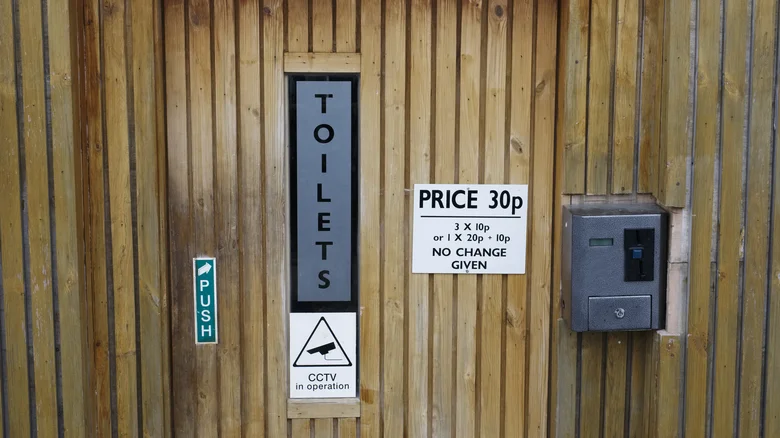 TOILETS
PUSH
PRICE 30p
3 X 10p
or 1 X 20p + 10p
NO CHANGE
GIVEN
CCTV
in operation